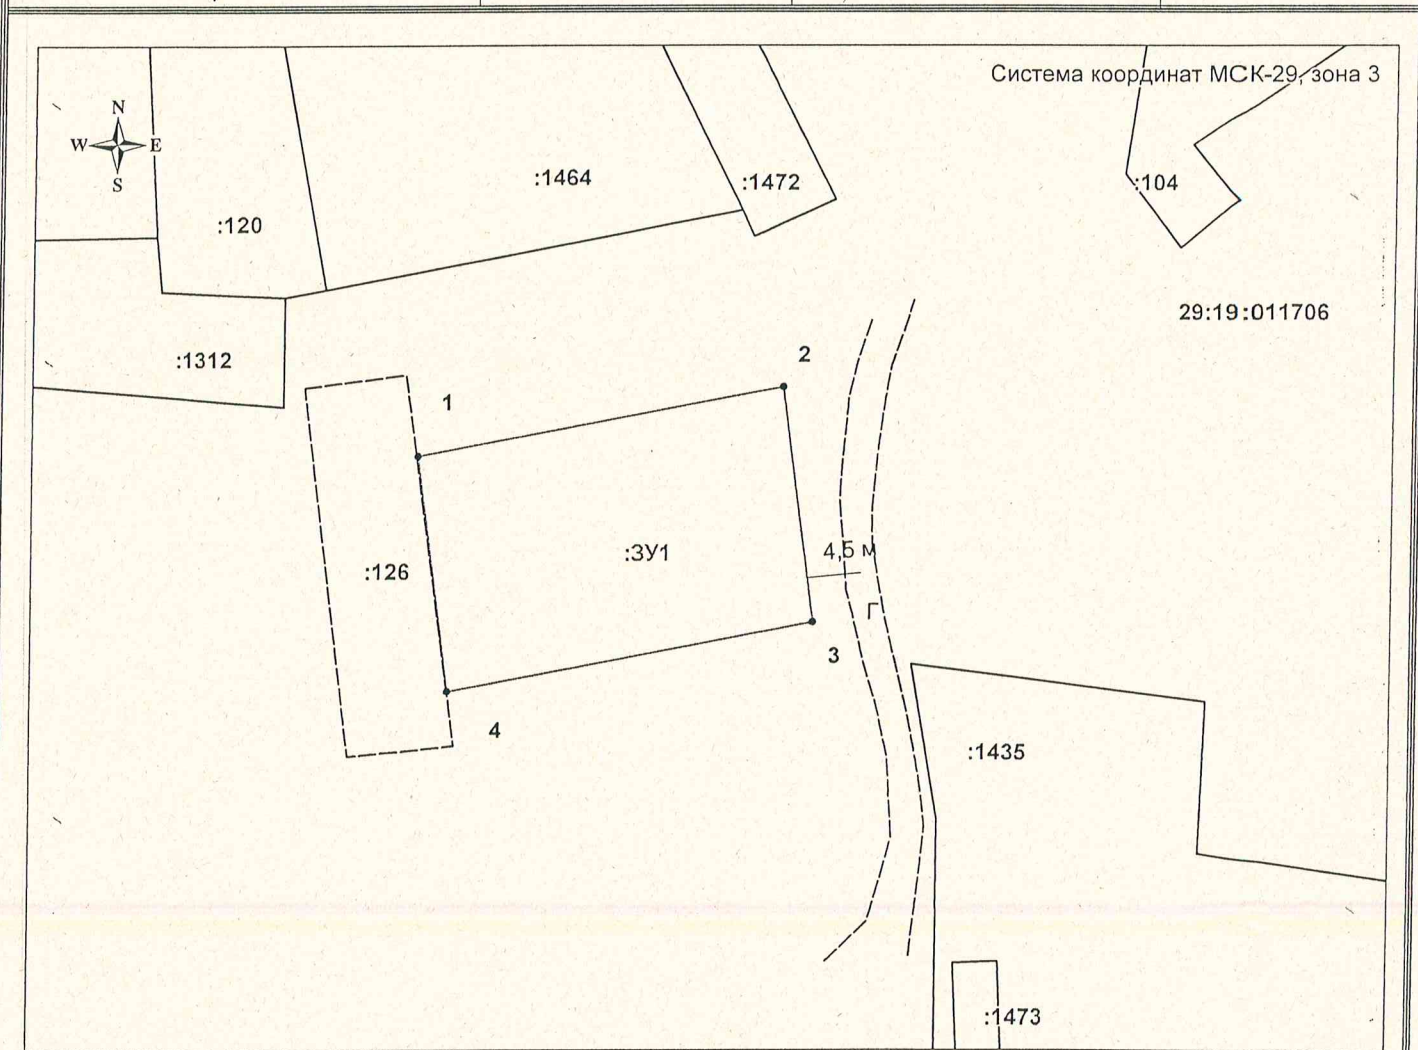 Система координат МСК-29, зона 3
N
W E
S
:1464
:1472
:104
:120
29:19:011706
:1312
2
1
4,5 м
:ЗУ1
:126
Г
3
4
:1435
:1473